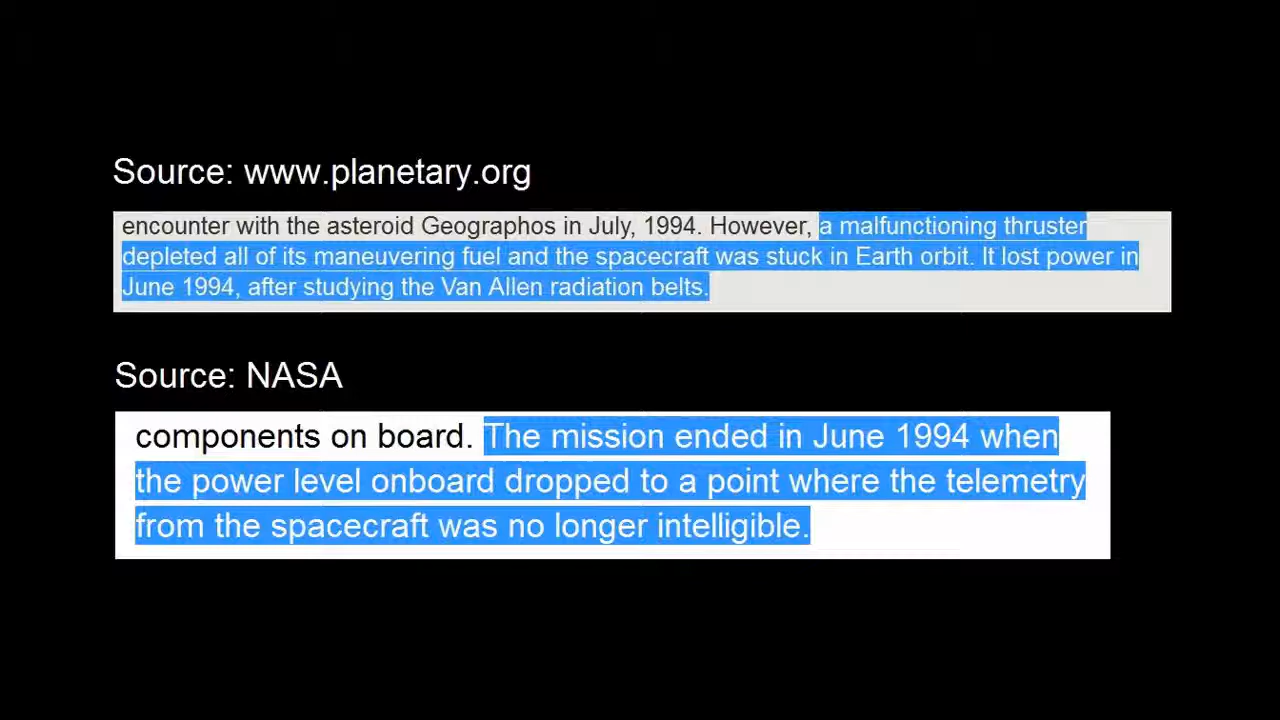 Source: www.planetary.org
encounter with the asteroid Geographos in July, 1994. However, a malfunctioning thruster
depleted all of its maneuvering fuel and the spacecraft was stuck in Earth orbit. It lost power in
June 1994, after studying the Van Allen radiation belts.
Source: NASA
components on board. The mission ended in June 1994 when
the power level onboard dropped to a point where the telemetry
from the spacecraft was no longer intelligible.